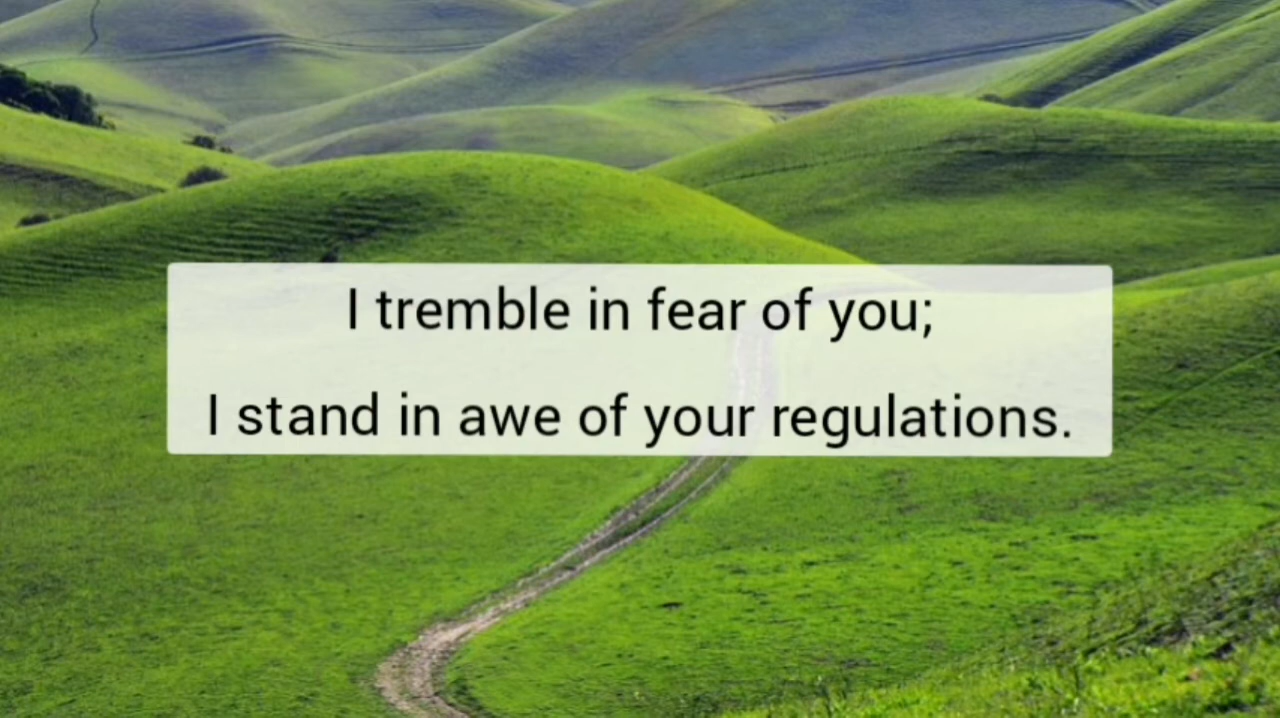 I tremble in fear of you;
I stand in awe of your regulations.